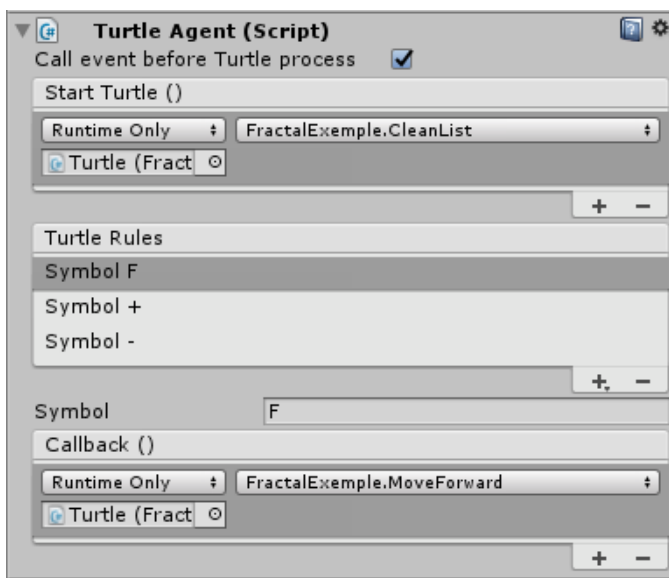 Turtle Agent (Script)
Call event before Turtle process
Start Turtle ()
Runtime Only FractalExemple.CleanList
Turtle (Fract
Turtle Rules
Symbol F
Symbol +
Symbol -
Symbol F
Callback ()
Runtime Only FractalExemple.MoveForward
Turtle (Fract